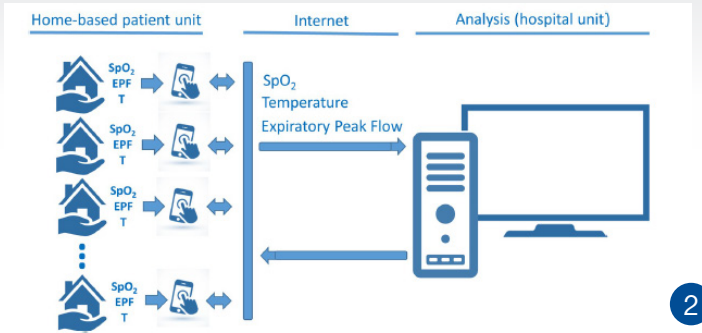 Home-based patient unit
Internet
Analysis (hospital unit)
SpO₂
EPF
T
SpO₂
EPF
T
SpO₂
EPF
T
SpO₂
EPF
T
SpO₂
Temperature
Expiratory Peak Flow
2